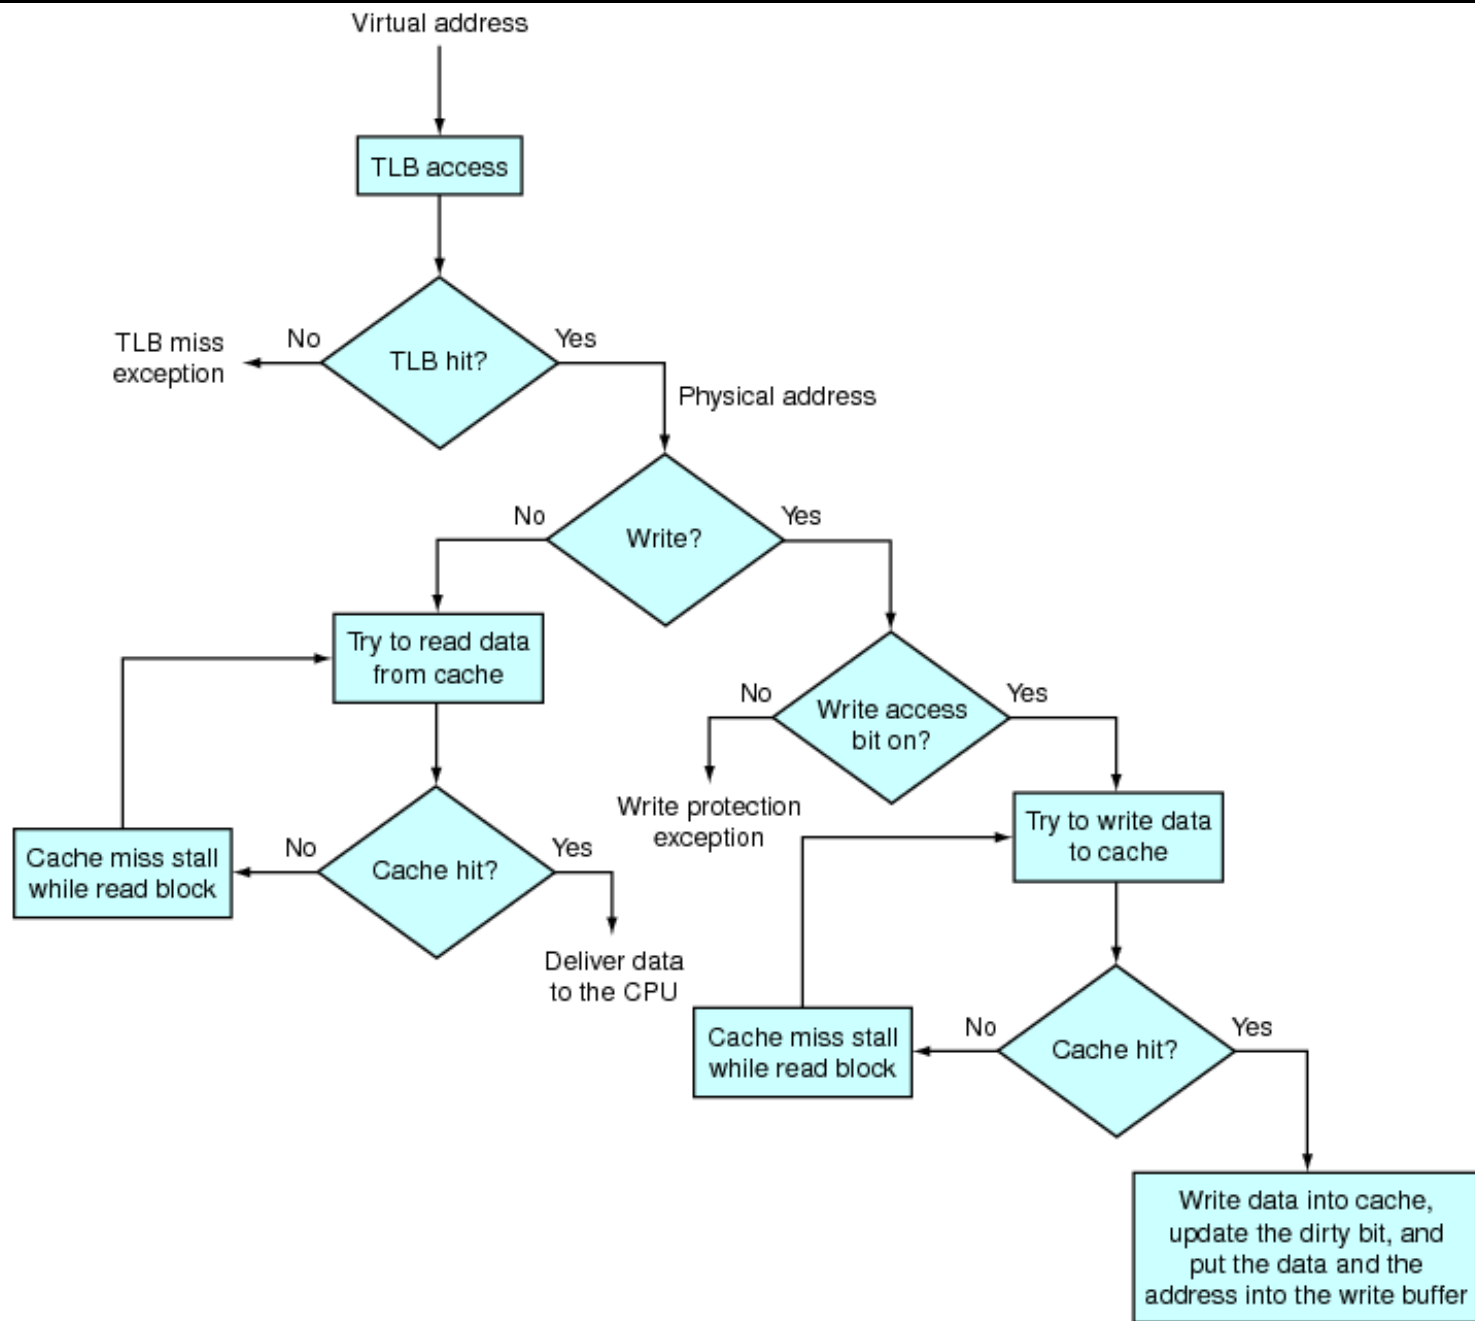 Virtual address
TLB access
TLB hit?
No
Yes
TLB miss
exception
Physical address
Write?
No
Yes
Try to read data
from cache
Write access
bit on?
No
Yes
Write protection
exception
Try to write data
to cache
Cache hit?
No
Yes
Cache miss stall
while read block
Deliver data
to the CPU
Cache hit?
No
Yes
Cache miss stall
while read block
Write data into cache,
update the dirty bit, and
put the data and the
address into the write buffer